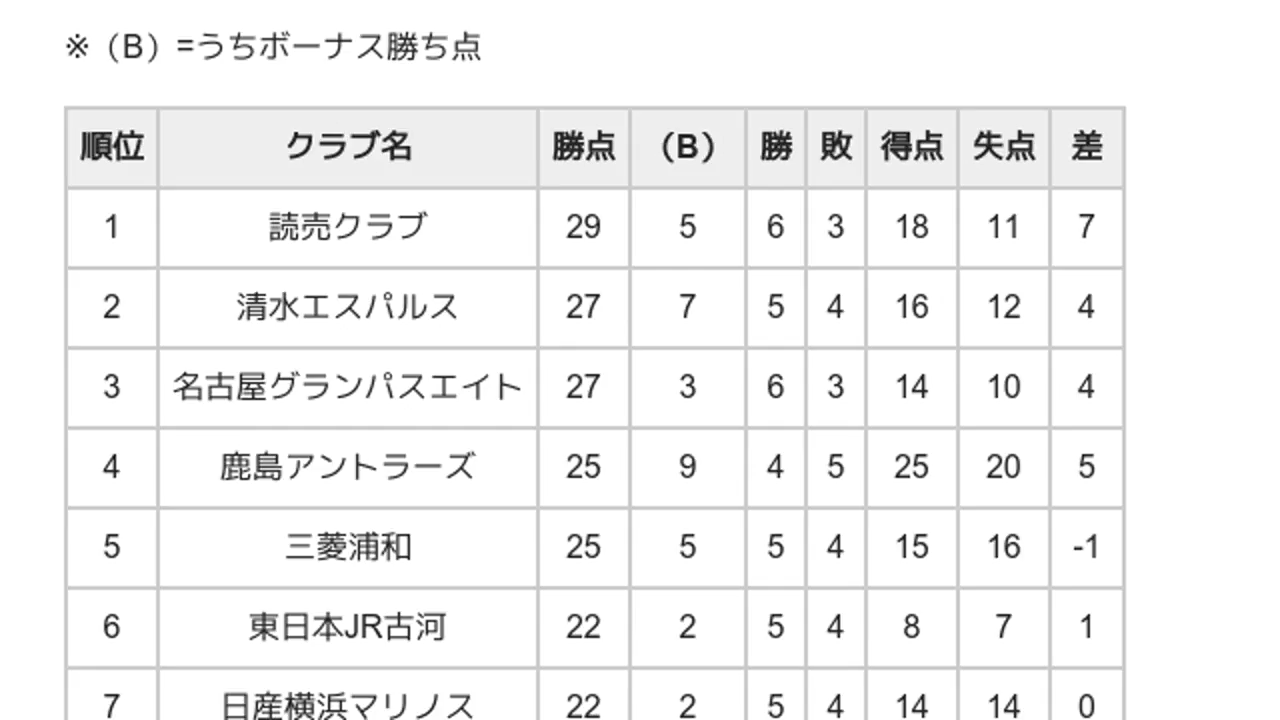 ※（B）=うちボーナス勝ち点
順位 クラブ名 勝点 （B） 勝 敗 得点 失点 差
1 読売クラブ 29 5 6 3 18 11 7
2 清水エスパルス 27 7 5 4 16 12 4
3 名古屋グランパスエイト 27 3 6 3 14 10 4
4 鹿島アントラーズ 25 9 4 5 25 20 5
5 三菱浦和 25 5 5 4 15 16 -1
6 東日本JR古河 22 2 5 4 8 7 1
7 日産横浜マリノス 22 2 5 4 14 14 0